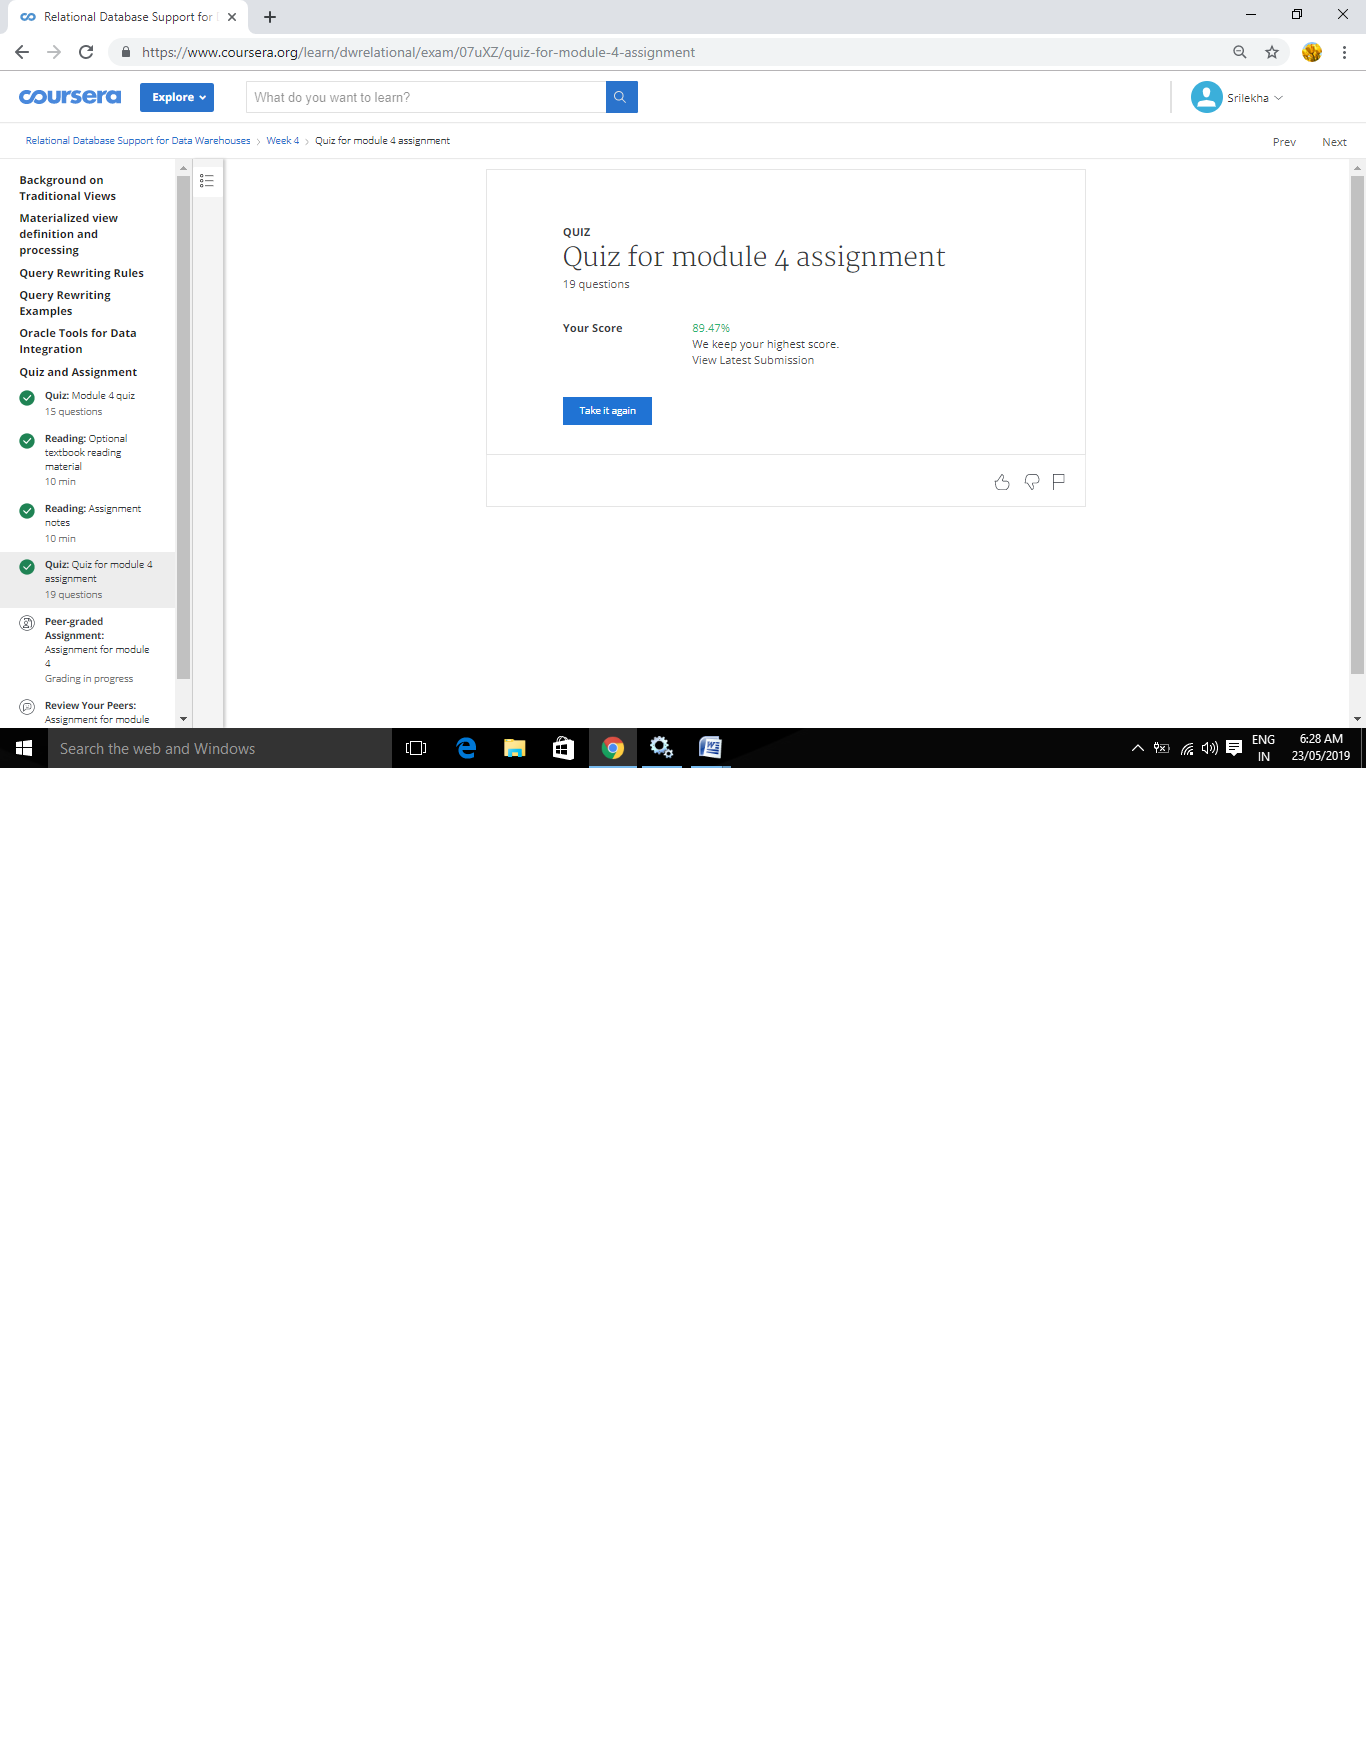 Relational Database Support for
https://www.coursera.org/learn/dwrelational/exam/07uXZ/quiz-for-module-4-assignment
coursera
Explore
What do you want to learn?
Srilekha
Relational Database Support for Data Warehouses › Week 4 › Quiz for module 4 assignment
Prev Next
Background on
Traditional Views
Materialized view
definition and
processing
Query Rewriting Rules
Query Rewriting
Examples
Oracle Tools for Data
Integration
Quiz and Assignment
Quiz: Module 4 quiz
15 questions
Reading: Optional
textbook reading
material
10 min
Reading: Assignment
notes
10 min
Quiz: Quiz for module 4
assignment
19 questions
Peer-graded
Assignment:
Assignment for module
4
Grading in progress
Review Your Peers:
Assignment for module
QUIZ
Quiz for module 4 assignment
19 questions
Your Score 89.47%
We keep your highest score.
View Latest Submission
Take it again
Search the web and Windows
ENG
IN
6:28 AM
23/05/2019